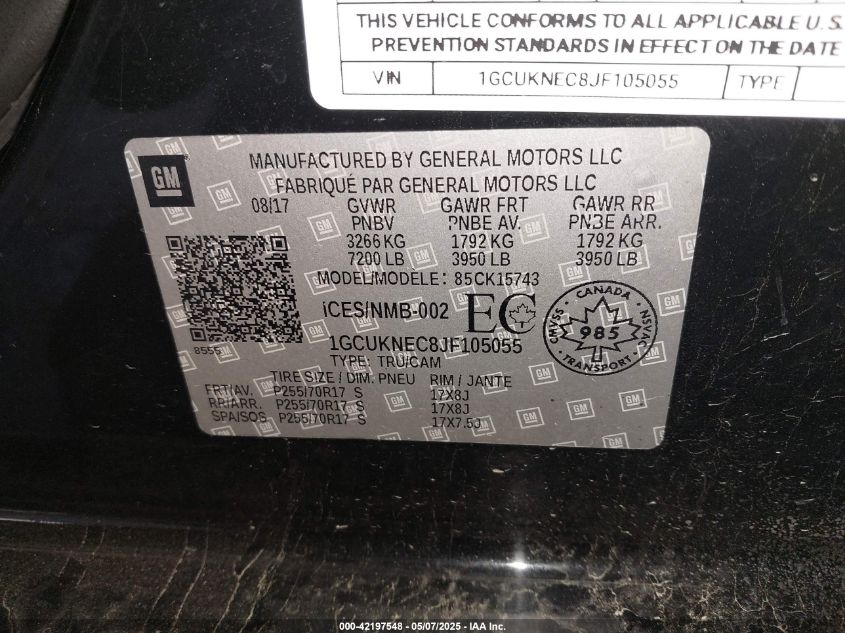 THIS VEHICLE CONFORMS TO ALL APPLICABLE U.S.
PREVENTION STANDARDS IN EFFECT ON THE DATE
VIN 1GCUKNEC8JF105055 TYPE
GM
MANUFACTURED BY GENERAL MOTORS LLC
FABRIQUÉ PAR GENERAL MOTORS LLC
08/17 GVWR GAWR FRT GAWR RR
PNBV PNBE AV. PNBE ARR.
3266 KG 1792 KG 1792 KG
7200 LB 3950 LB 3950 LB
MODEL/MODÈLE: 85CK15743
iCES/NMB-002 EC
8555
1GCUKNEC8JF105055
TYPE: TRU/CAM
CANADA
CMVSS 985 NSVAC
TRANSPORT
TIRE SIZE / DIM. PNEU RIM / JANTE
FRT/AV. P255/70R17 S 17X8J
RP/ARR. P255/70R17 S 17X8J
SPA/SOS P255/70R17 S 17X7.5J
000-42197548 - 05/07/2025 - IAA Inc.